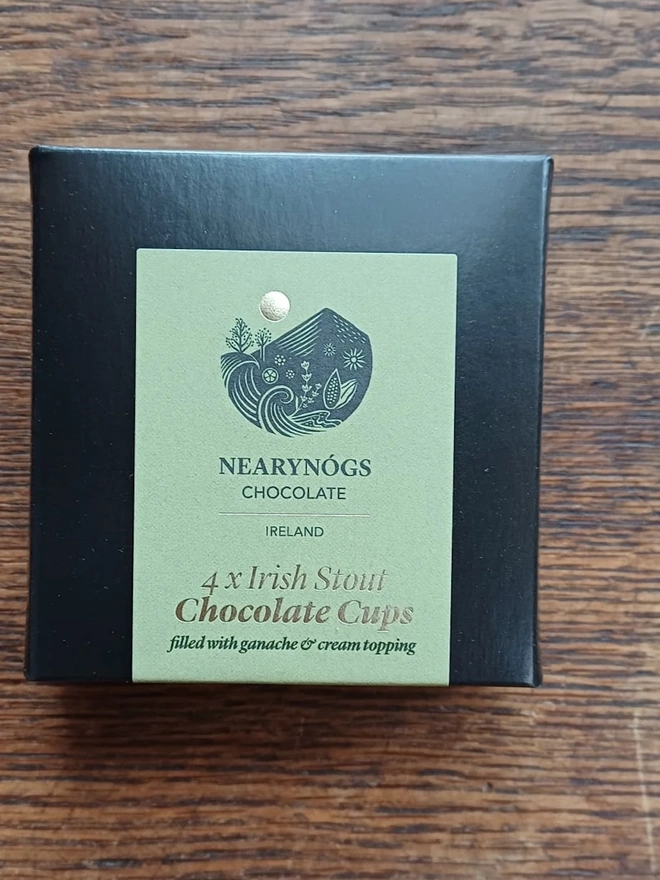 NEARYNÓGS
CHOCOLATE
IRELAND
4 x Irish Stout
Chocolate Cups
filled with ganache & cream topping